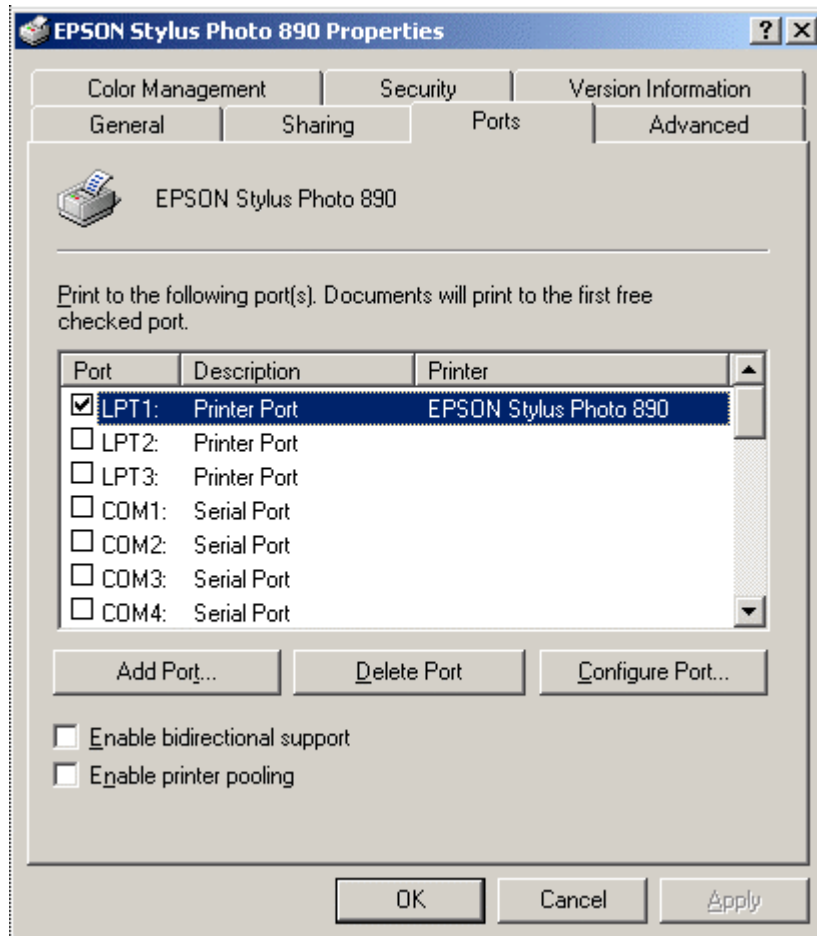 EPSON Stylus Photo 890 Properties
Color Management Security Version Information
General Sharing Ports Advanced
EPSON Stylus Photo 890
Print to the following port(s). Documents will print to the first free
checked port.
Port Description Printer
LPT1: Printer Port EPSON Stylus Photo 890
LPT2: Printer Port
LPT3: Printer Port
COM1: Serial Port
COM2: Serial Port
COM3: Serial Port
COM4: Serial Port
Add Port... Delete Port Configure Port...
Enable bidirectional support
Enable printer pooling
OK Cancel Apply